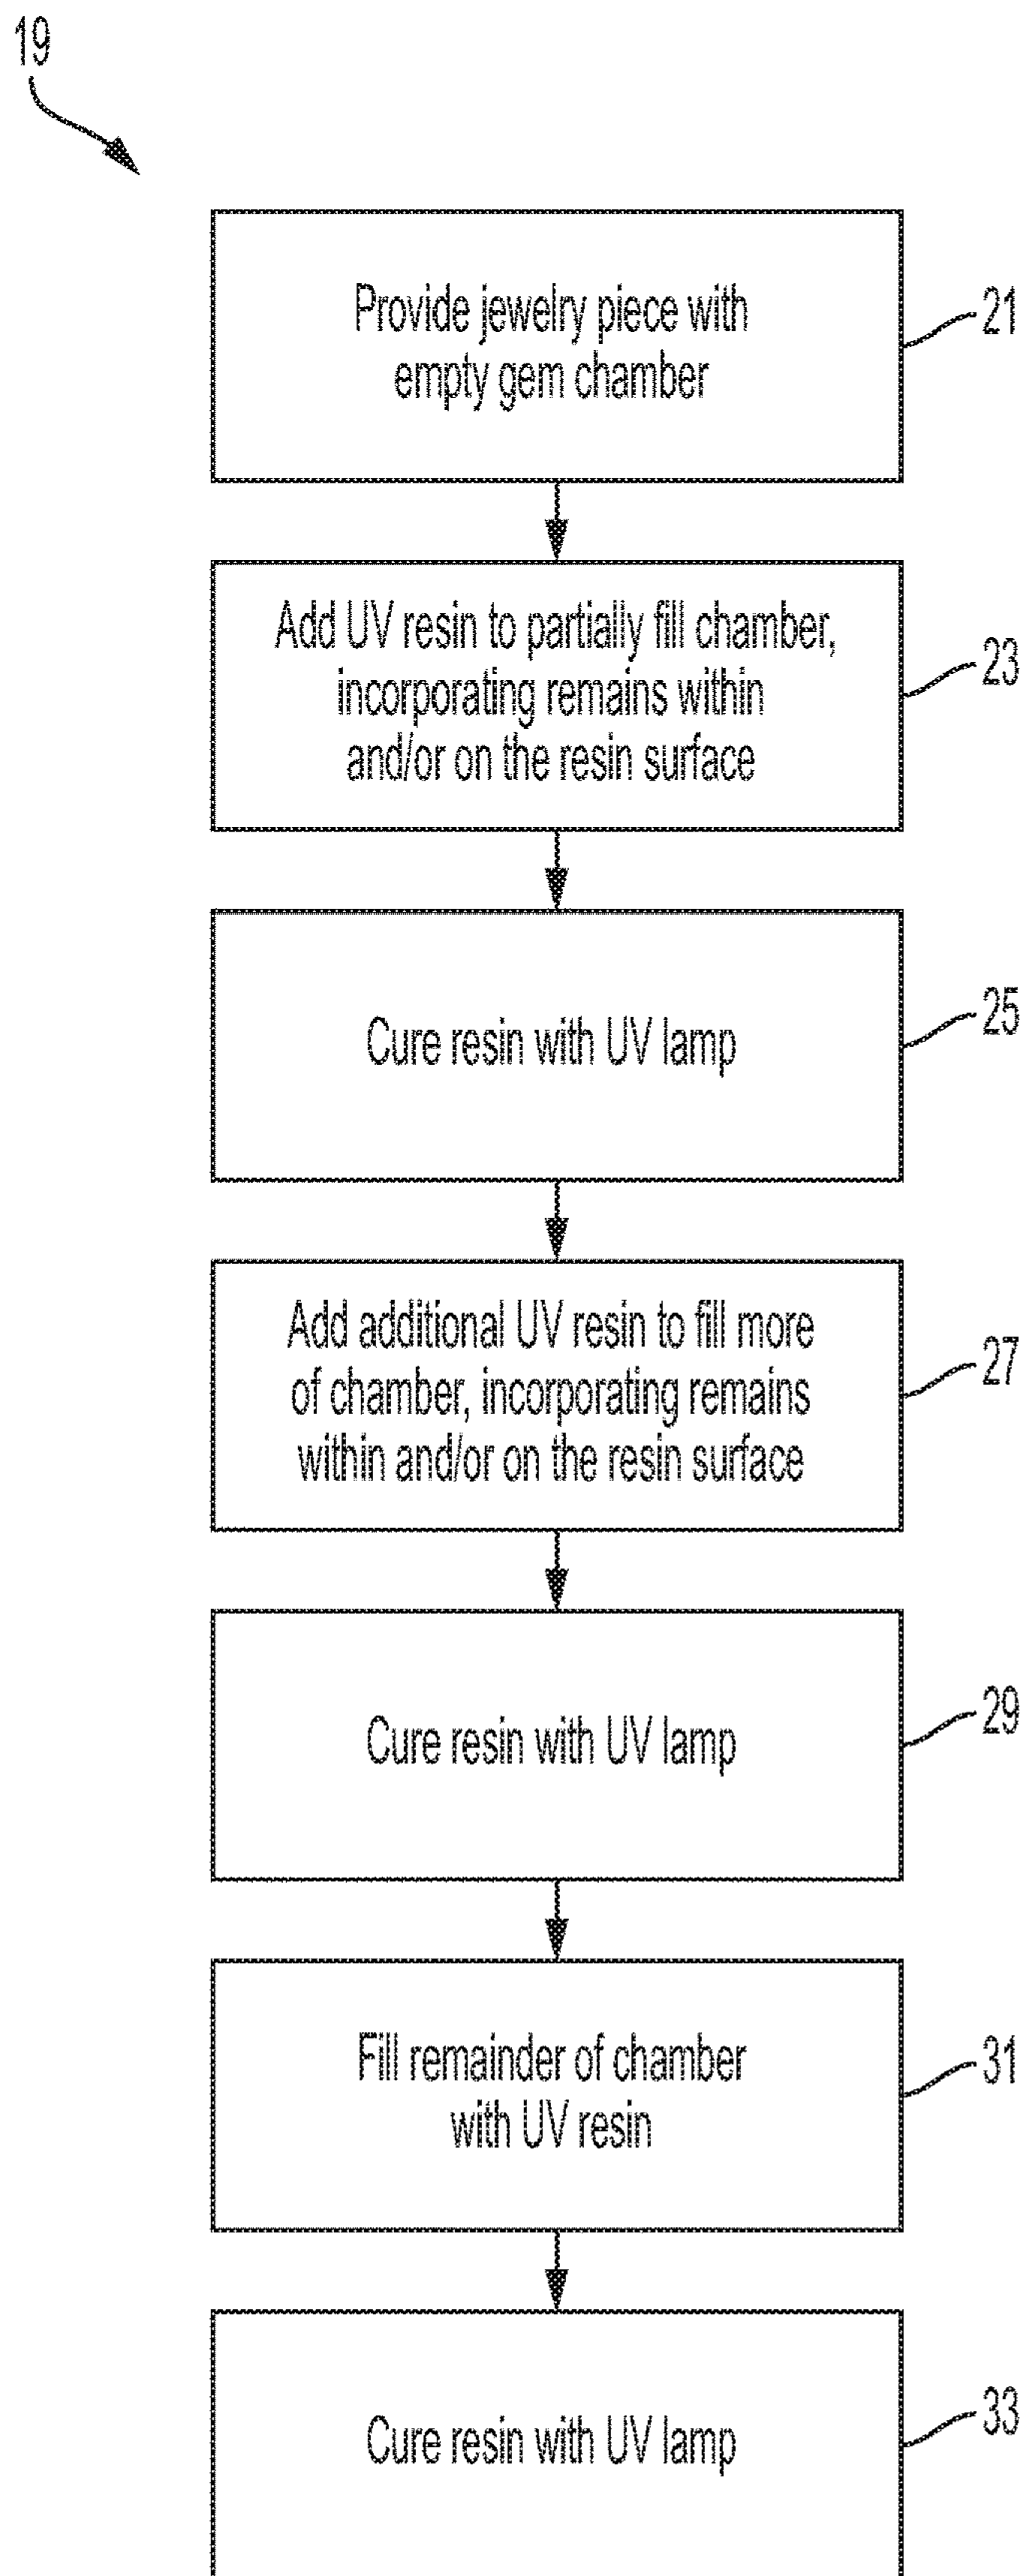 19
Provide jewelry piece with
empty gem chamber
21
Add UV resin to partially fill chamber,
incorporating remains within
and/or on the resin surface
23
Cure resin with UV lamp
25
Add additional UV resin to fill more
of chamber, incorporating remains
within and/or on the resin surface
27
Cure resin with UV lamp
29
Fill remainder of chamber
with UV resin
31
Cure resin with UV lamp
33